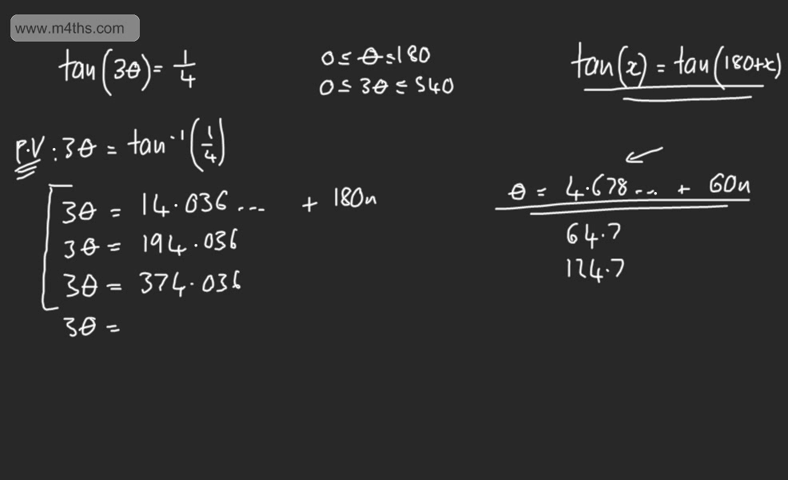 www.m4ths.com
tan(3θ) = 1/4
0 ≤ θ ≤ 180
0 ≤ 3θ ≤ 540
tan(x) = tan(180+x)
P.V : 3θ = tan⁻¹(1/4)
3θ = 14.036... + 180n
3θ = 194.036
3θ = 374.036
3θ =
θ = 4.678... + 60n
64.7
124.7